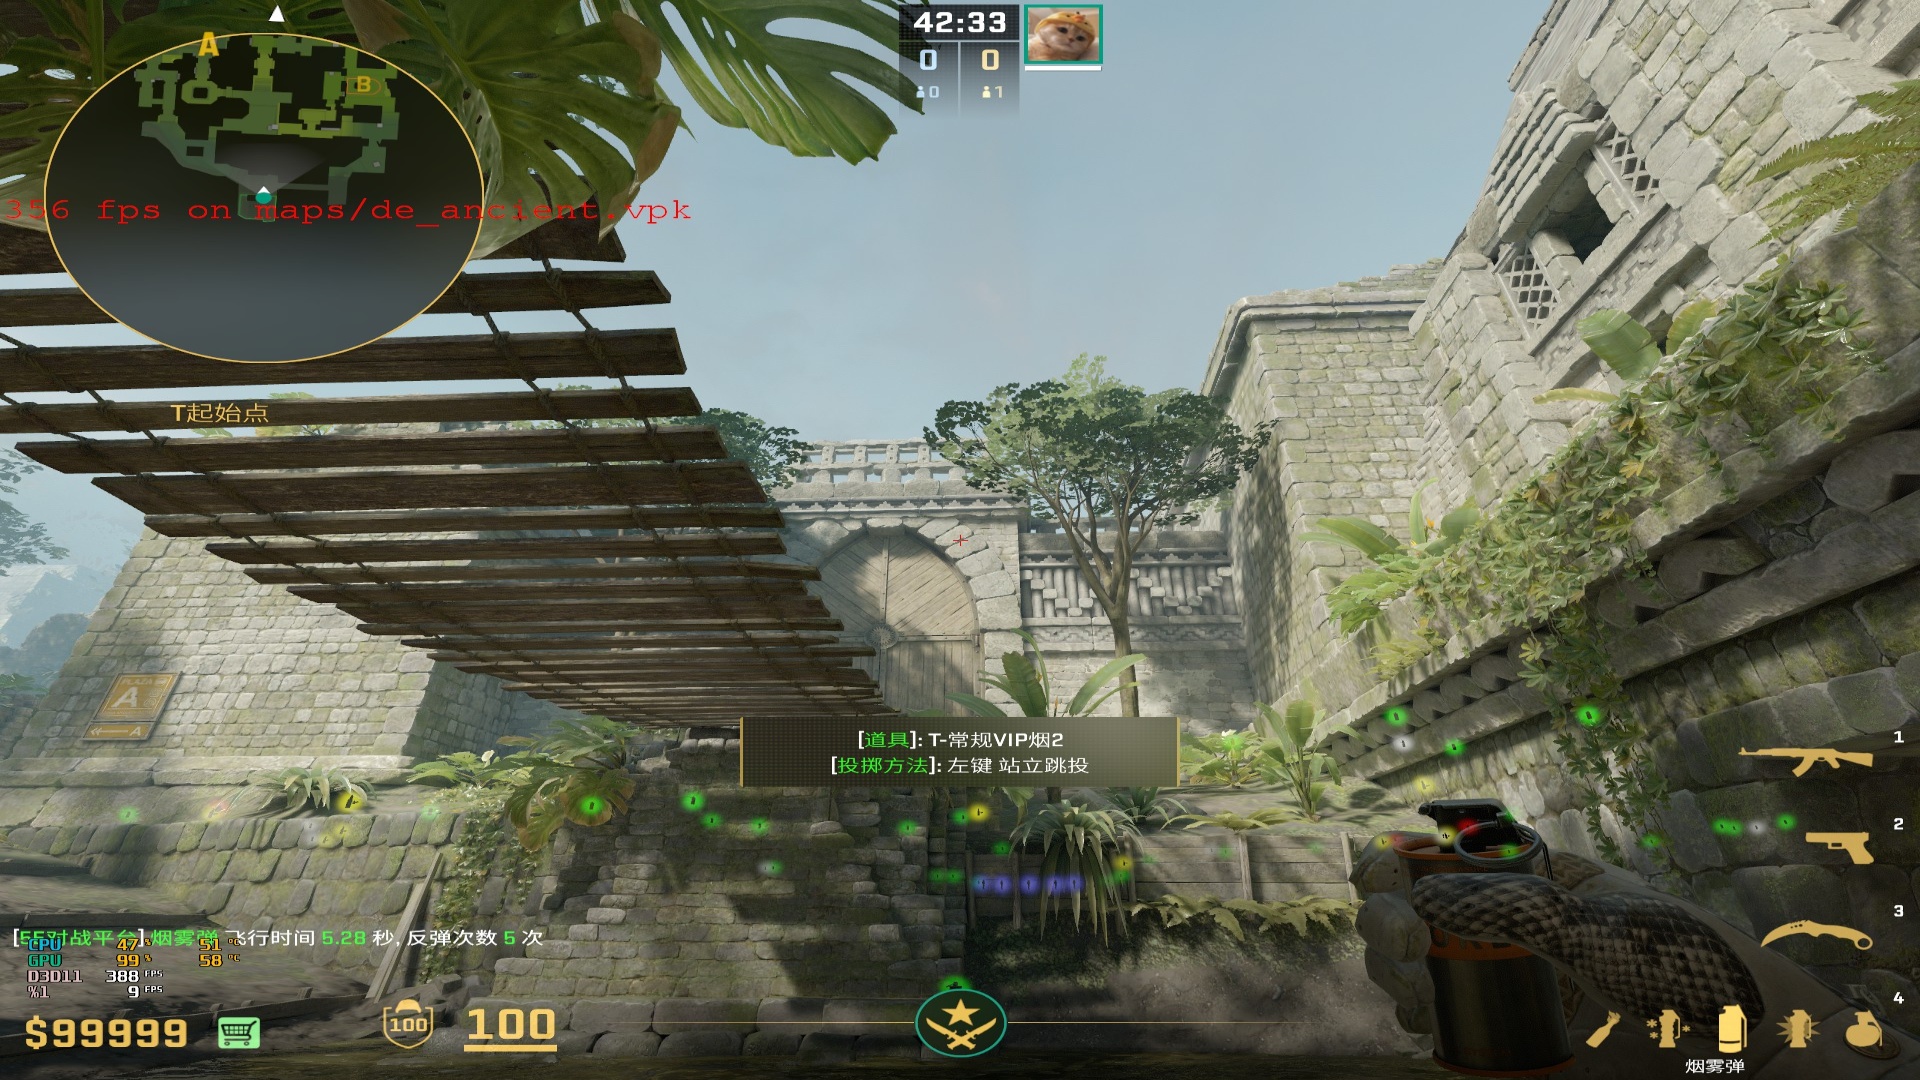 42:33
A
B
0
0
0
1
356 fps on maps/de_ancient.vpk
T起始点
A
A
[道具]: T-常规VIP烟2
[投掷方法]: 左键 站立跳投
1
2
3
4
[5E对战平台] 烟雾弹 飞行时间 5.28 秒, 反弹次数 5 次
CPU 47 % 51 °C
GPU 99 % 58 °C
D3D11 388 FPS
%1 9 FPS
$99999
100
100
烟雾弹